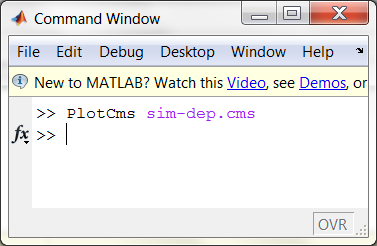 Command Window
File Edit Debug Desktop Window Help
New to MATLAB? Watch this Video, see Demos, or
>> PlotCms sim-dep.cms
fx >>
OVR